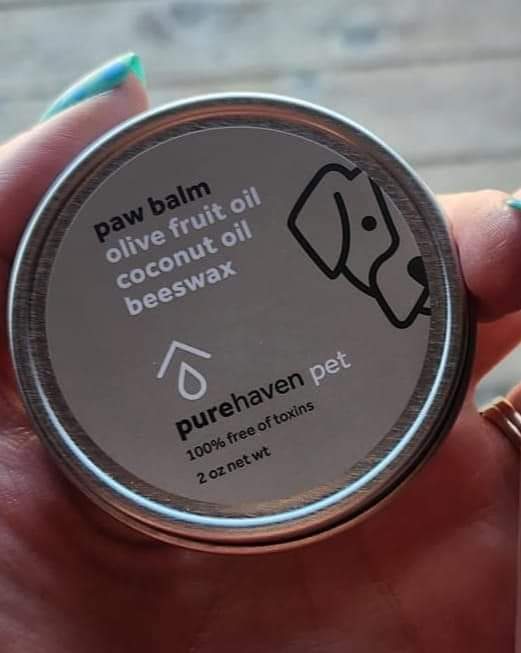 paw balm
olive fruit oil
coconut oil
beeswax
purehaven pet
100% free of toxins
2 oz net wt